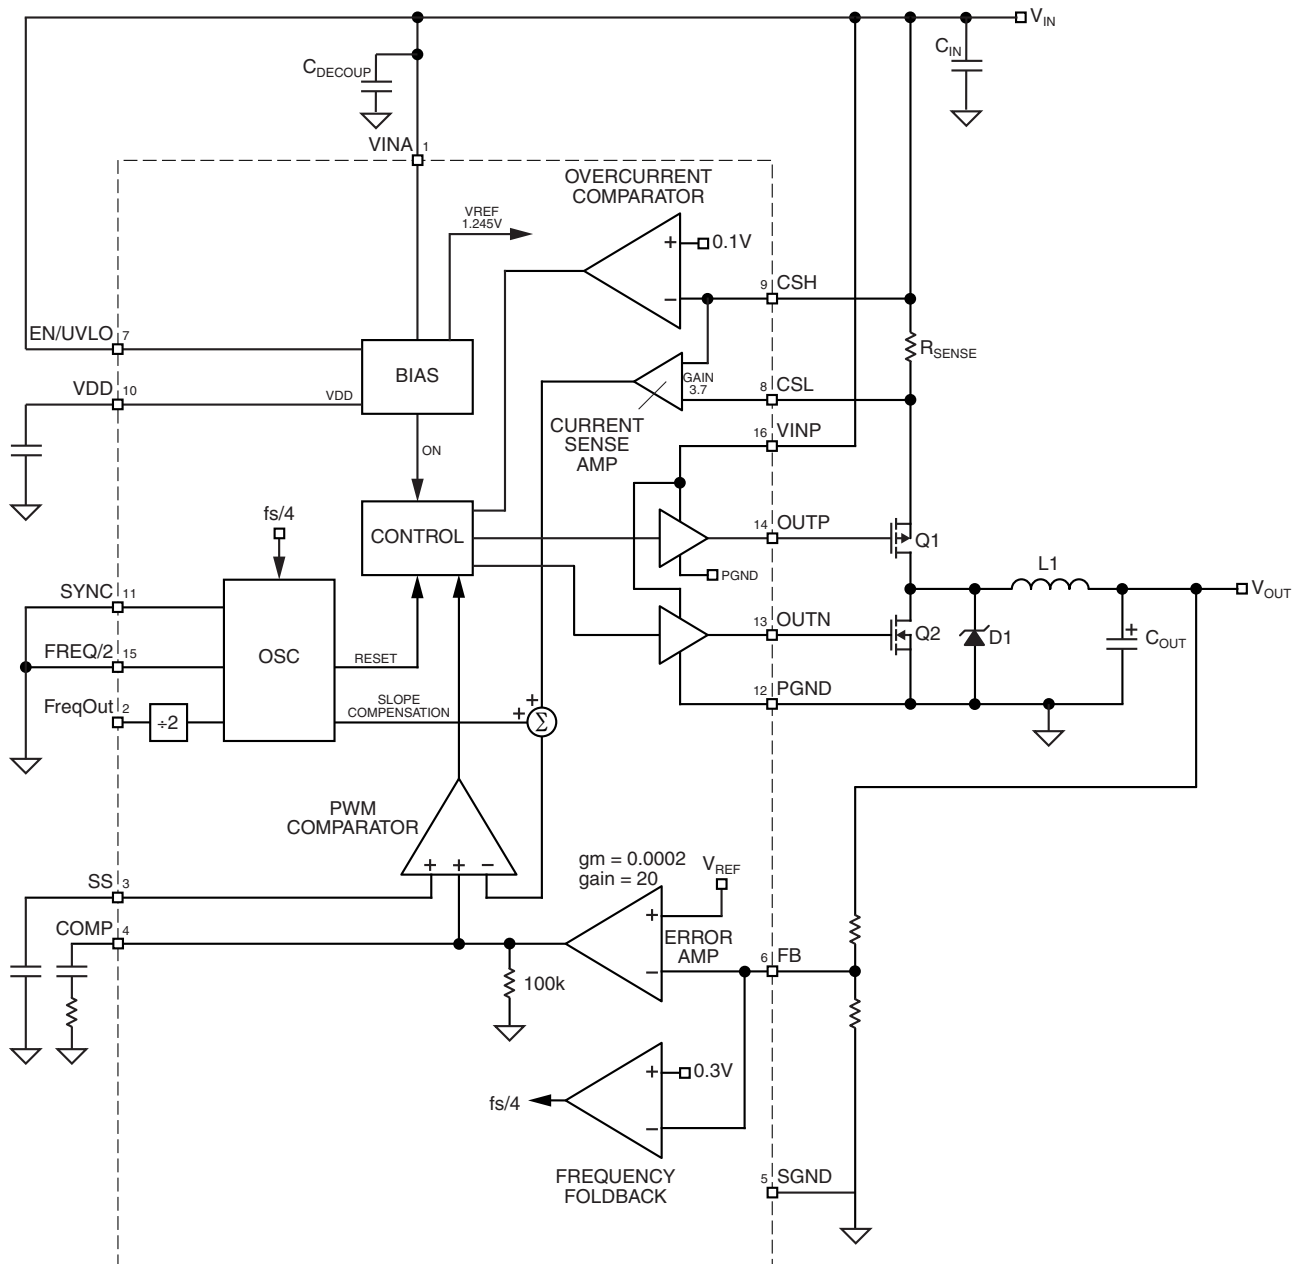 VIN
CIN
CDECOUP
VINA 1
OVERCURRENT
COMPARATOR
VREF
1.245V
+ 0.1V
−
9 CSH
EN/UVLO 7
RSENSE
BIAS
GAIN
3.7
8 CSL
VDD 10
VDD
CURRENT
SENSE
AMP
16 VINP
ON
fs/4
CONTROL
14 OUTP
Q1
PGND
L1
VOUT
SYNC 11
13 OUTN
Q2
D1
+
COUT
FREQ/2 15
OSC
RESET
12 PGND
FreqOut 2
÷2
SLOPE
COMPENSATION
+
+
Σ
PWM
COMPARATOR
+ + −
gm = 0.0002
gain = 20
VREF
SS 3
+
ERROR
AMP
COMP 4
−
6 FB
100k
+ 0.3V
fs/4
−
FREQUENCY
FOLDBACK
5 SGND